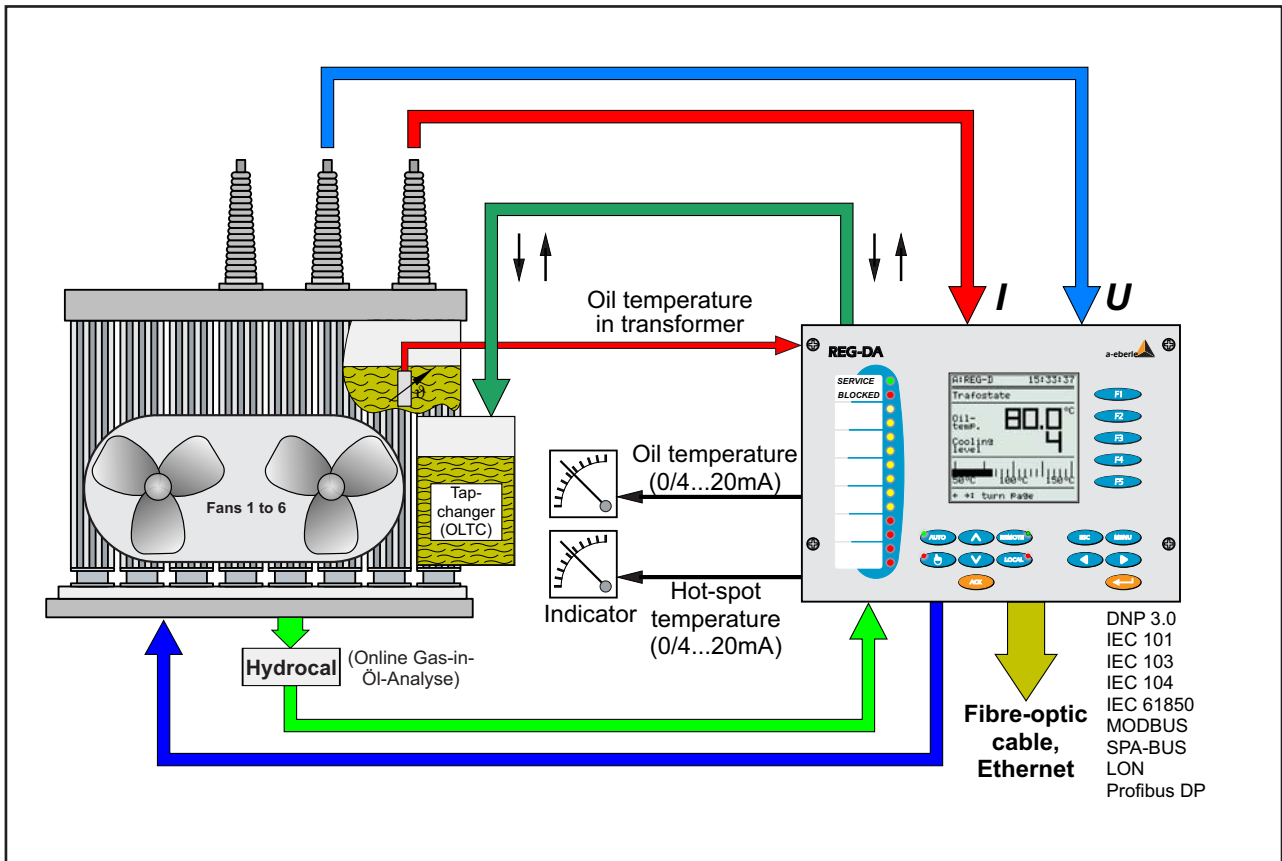 I
U
Oil temperature
in transformer
REG-DA
a-eberle
SERVICE
BLOCKED
A:REG-D 15:33:37
Trafostate
Oil-
temp. 80.0 °C
Cooling
level 4
50°C 100°C 150°C
← →: turn Page
F1
F2
F3
F4
F5
AUTO
REMOTE
ESC
MENU
LOCAL
ACK
ϑ
Fans 1 to 6
Tap-
changer
(OLTC)
Oil temperature
(0/4...20mA)
Indicator
Hot-spot
temperature
(0/4...20mA)
Hydrocal
(Online Gas-in-
Öl-Analyse)
Fibre-optic
cable,
Ethernet
DNP 3.0
IEC 101
IEC 103
IEC 104
IEC 61850
MODBUS
SPA-BUS
LON
Profibus DP